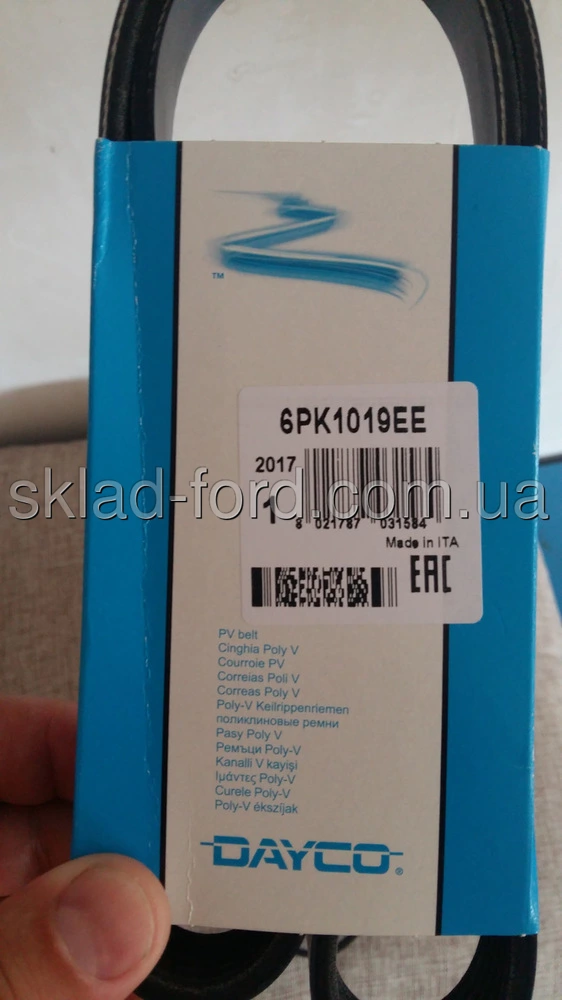 ™
6PK1019EE
2017
sklad-ford.com.ua
1
8 021787 031584
Made in ITA
EAC
PV belt
Cinghia Poly V
Courroie PV
Correias Poli V
Correas Poly V
Poly-V Keilrippenriemen
поликлиновые ремни
Pasy Poly V
Ремъци Poly-V
Kanalli V kayişi
Ιμάντες Poly-V
Curele Poly-V
Poly-V ékszíjak
DAYCO®